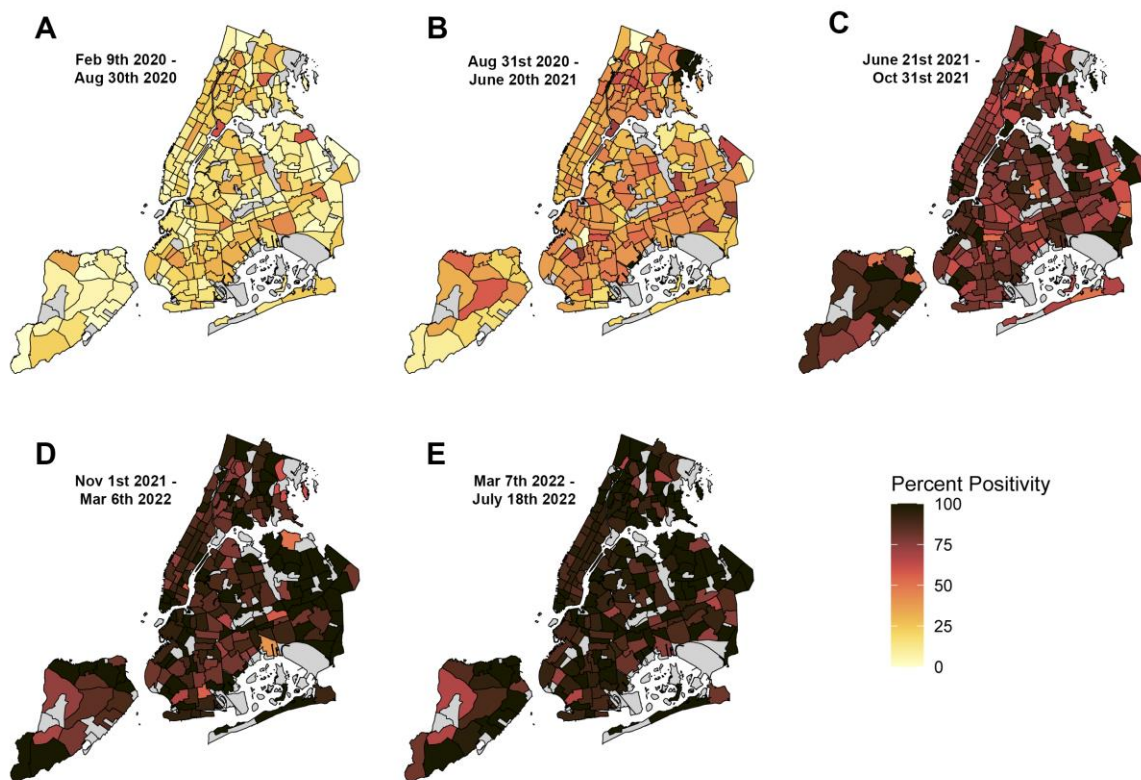 A
Feb 9th 2020 -
Aug 30th 2020
B
Aug 31st 2020 -
June 20th 2021
C
June 21st 2021 -
Oct 31st 2021
D
Nov 1st 2021 -
Mar 6th 2022
E
Mar 7th 2022 -
July 18th 2022
Percent Positivity
100
75
50
25
0